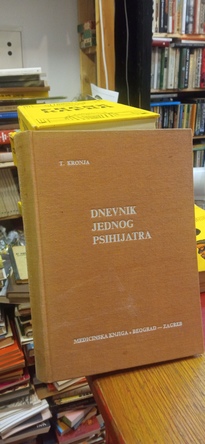 T. KRONJA
DNEVNIK
JEDNOG
PSIHIJATRA
MEDICINSKA KNJIGA • BEOGRAD — ZAGREB